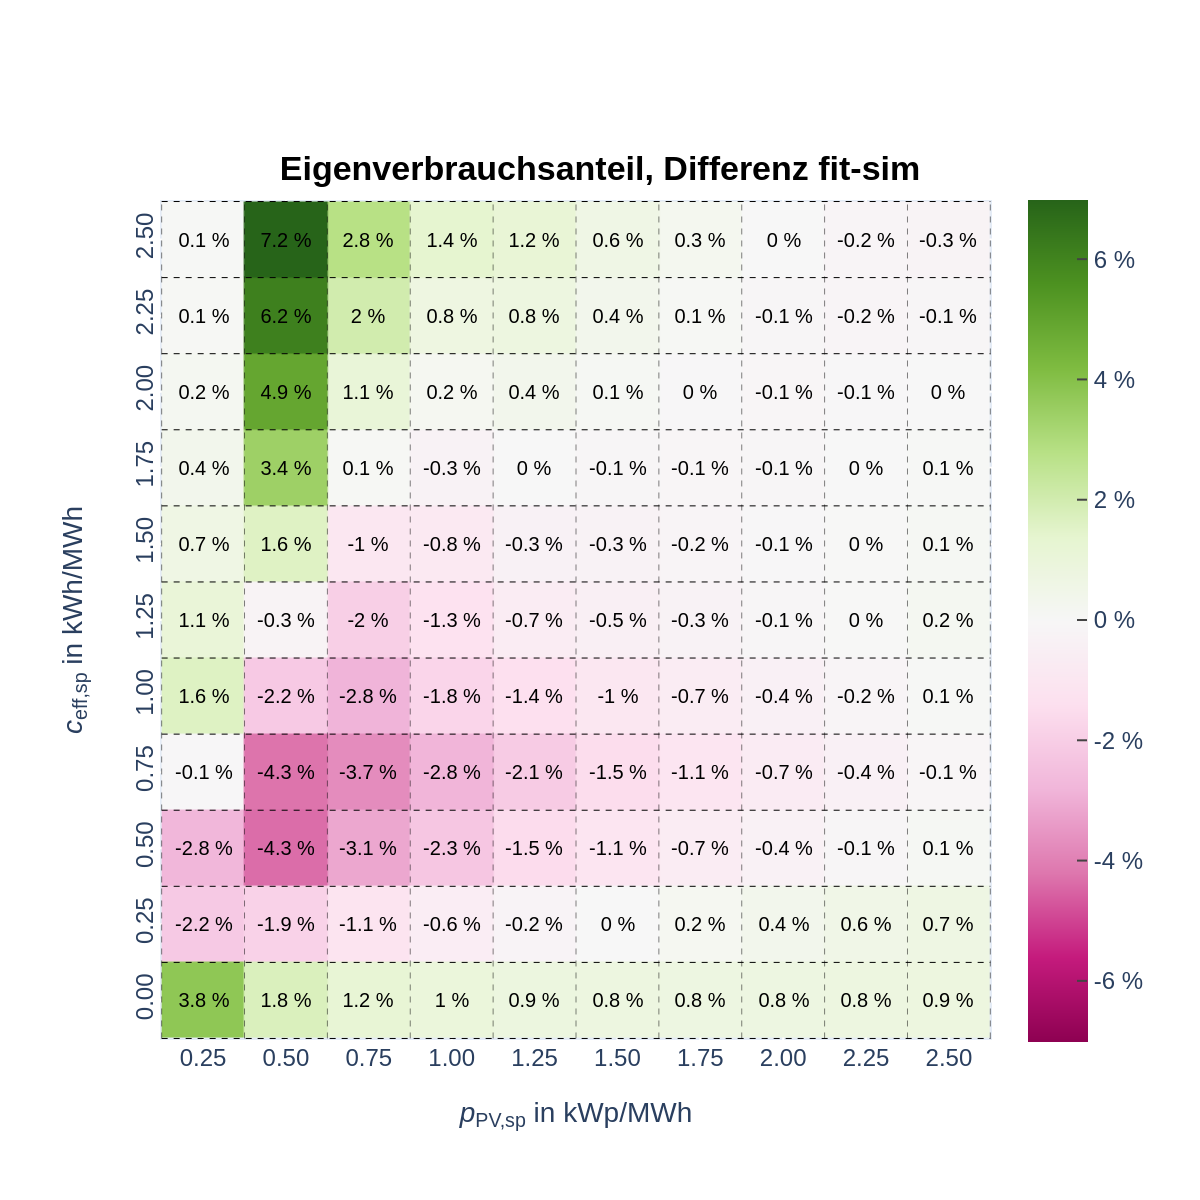 Eigenverbrauchsanteil, Differenz fit-sim
2.50 0.1 % 7.2 % 2.8 % 1.4 % 1.2 % 0.6 % 0.3 % 0 % -0.2 % -0.3 %
2.25 0.1 % 6.2 % 2 % 0.8 % 0.8 % 0.4 % 0.1 % -0.1 % -0.2 % -0.1 %
2.00 0.2 % 4.9 % 1.1 % 0.2 % 0.4 % 0.1 % 0 % -0.1 % -0.1 % 0 %
1.75 0.4 % 3.4 % 0.1 % -0.3 % 0 % -0.1 % -0.1 % -0.1 % 0 % 0.1 %
1.50 0.7 % 1.6 % -1 % -0.8 % -0.3 % -0.3 % -0.2 % -0.1 % 0 % 0.1 %
1.25 1.1 % -0.3 % -2 % -1.3 % -0.7 % -0.5 % -0.3 % -0.1 % 0 % 0.2 %
1.00 1.6 % -2.2 % -2.8 % -1.8 % -1.4 % -1 % -0.7 % -0.4 % -0.2 % 0.1 %
0.75 -0.1 % -4.3 % -3.7 % -2.8 % -2.1 % -1.5 % -1.1 % -0.7 % -0.4 % -0.1 %
0.50 -2.8 % -4.3 % -3.1 % -2.3 % -1.5 % -1.1 % -0.7 % -0.4 % -0.1 % 0.1 %
0.25 -2.2 % -1.9 % -1.1 % -0.6 % -0.2 % 0 % 0.2 % 0.4 % 0.6 % 0.7 %
0.00 3.8 % 1.8 % 1.2 % 1 % 0.9 % 0.8 % 0.8 % 0.8 % 0.8 % 0.9 %
0.25 0.50 0.75 1.00 1.25 1.50 1.75 2.00 2.25 2.50
pPV,sp in kWp/MWh
ceff,sp in kWh/MWh
6 %
4 %
2 %
0 %
-2 %
-4 %
-6 %